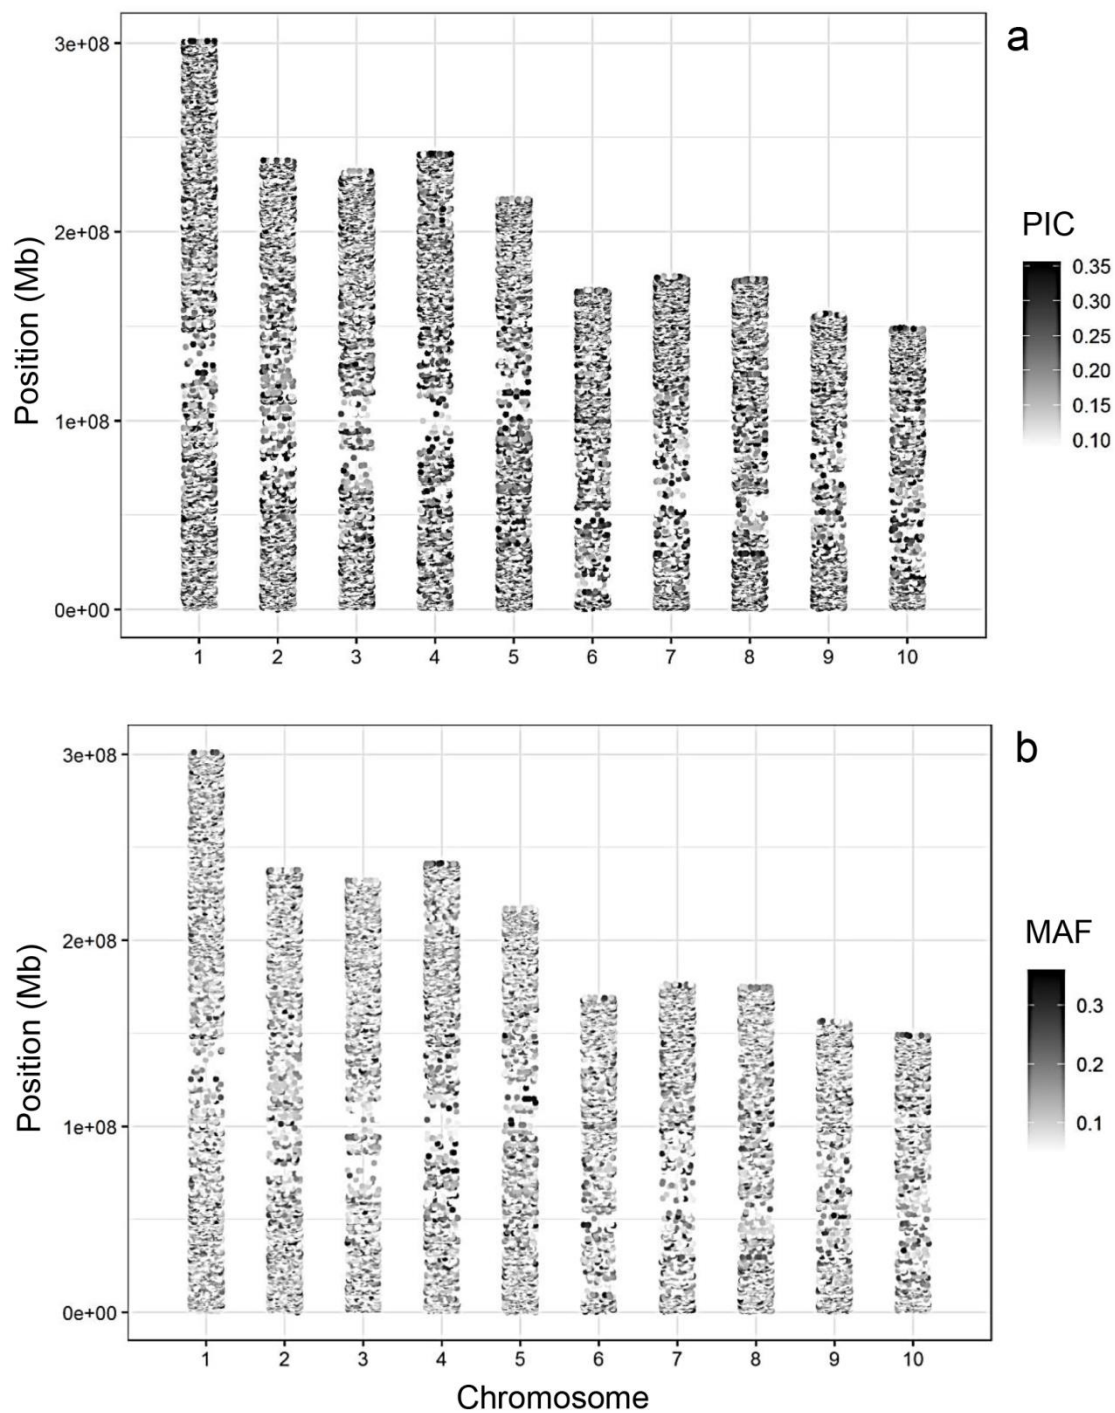 a
3e+08
2e+08
1e+08
0e+00
Position (Mb)
1 2 3 4 5 6 7 8 9 10
PIC
0.35
0.30
0.25
0.20
0.15
0.10
b
3e+08
2e+08
1e+08
0e+00
Position (Mb)
1 2 3 4 5 6 7 8 9 10
Chromosome
MAF
0.3
0.2
0.1